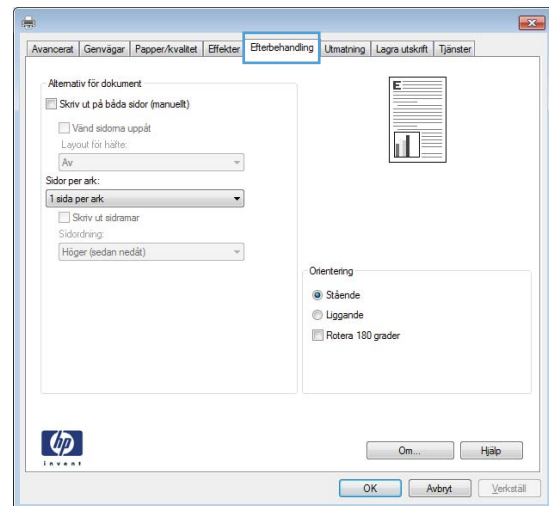 Avancerat Genvägar Papper/kvalitet Effekter Efterbehandling Utmatning Lagra utskrift Tjänster
Alternativ för dokument
Skriv ut på båda sidor (manuellt)
Vänd sidorna uppåt
Layout för häfte:
Av
Sidor per ark:
1 sida per ark
Skriv ut sidramar
Sidordning:
Höger (sedan nedåt)
E
Orientering
Stående
Liggande
Rotera 180 grader
hp
invent
Om... Hjälp
OK Avbryt Verkställ